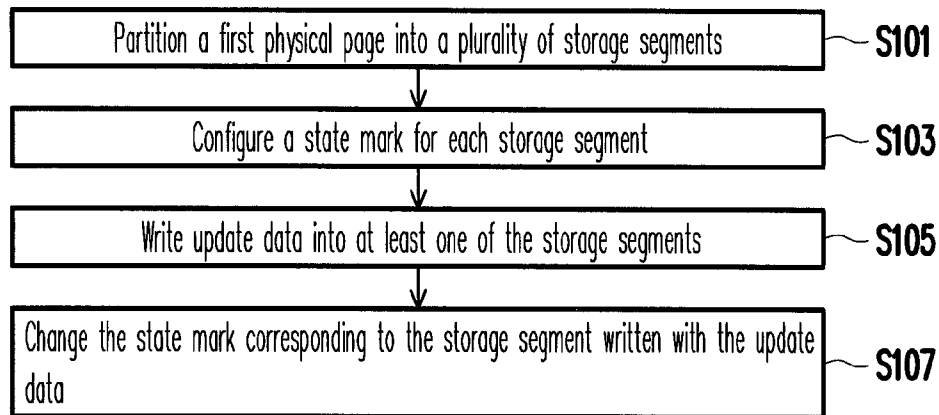 Partition a first physical page into a plurality of storage segments
S101
Configure a state mark for each storage segment
S103
Write update data into at least one of the storage segments
S105
Change the state mark corresponding to the storage segment written with the update
data
S107